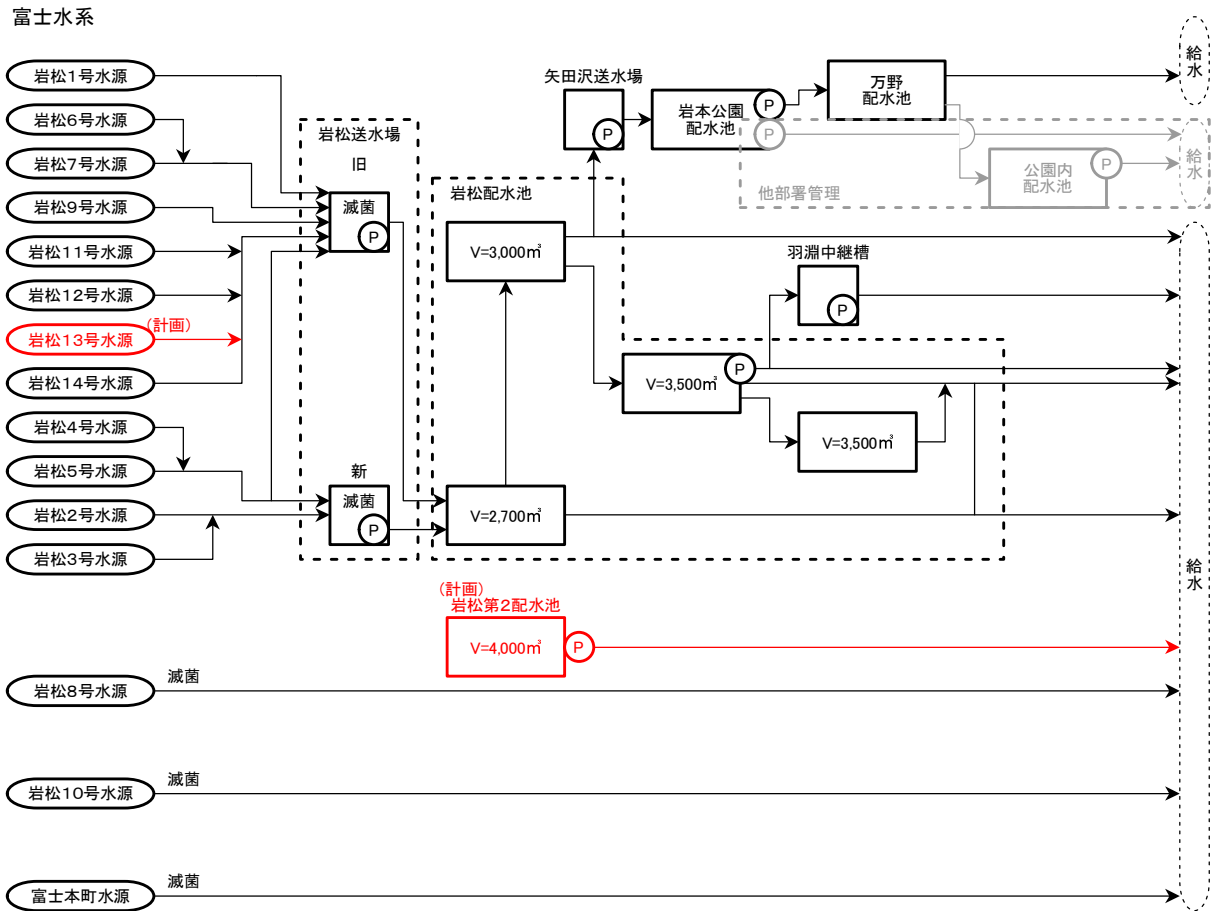 富士水系
岩松1号水源
岩松6号水源
岩松7号水源
岩松9号水源
岩松11号水源
岩松12号水源
(計画)
岩松13号水源
岩松14号水源
岩松4号水源
岩松5号水源
岩松2号水源
岩松3号水源
岩松8号水源
滅菌
岩松10号水源
滅菌
富士本町水源
滅菌
岩松送水場
旧
滅菌
P
新
滅菌
P
岩松配水池
V=3,000㎥
V=2,700㎥
V=3,500㎥
P
V=3,500㎥
(計画)
岩松第2配水池
V=4,000㎥
P
矢田沢送水場
P
岩本公園
配水池
P
P
万野
配水池
他部署管理
公園内
配水池
P
羽淵中継槽
P
給水
給水
給水